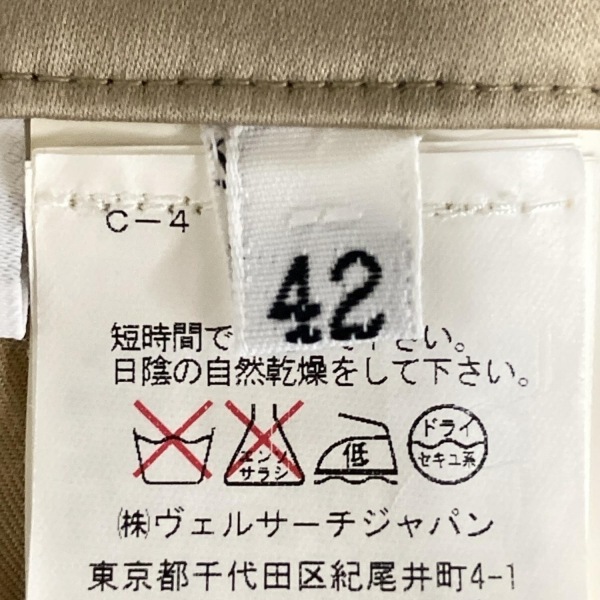 C-4
42
短時間で 下さい。
日陰の自然乾燥をして下さい。
エンソ
サラシ
低
ドライ
セキユ系
㈱ヴェルサーチジャパン
東京都千代田区紀尾井町4-1